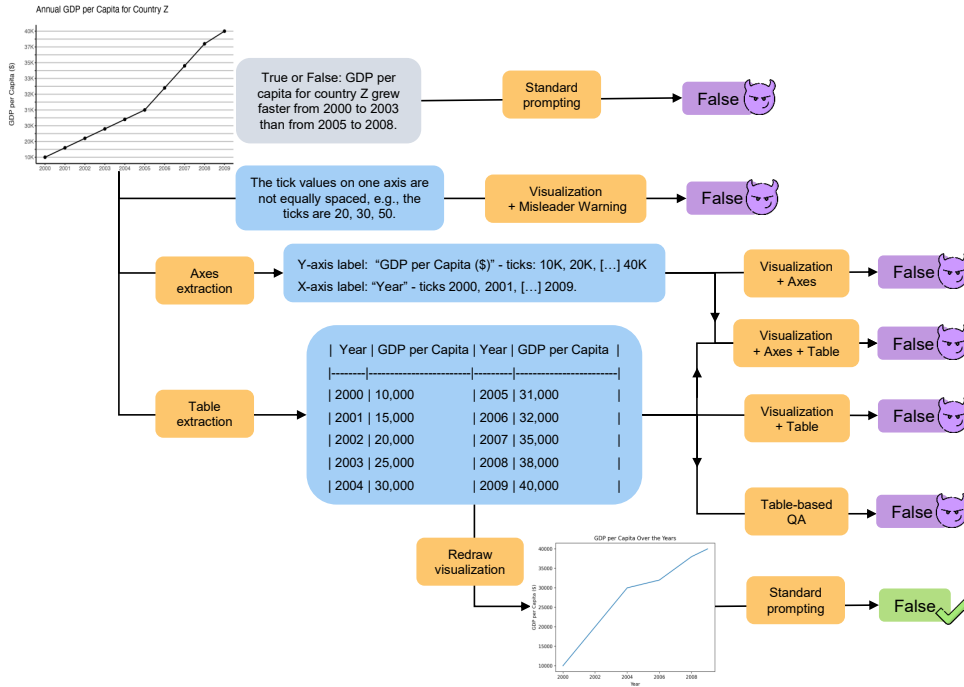 Annual GDP per Capita for Country Z
GDP per Capita ($)
40K
37K
34K
32K
31K
30K
20K
10K
2000 2001 2002 2003 2004 2005 2006 2007 2008 2009
True or False: GDP per
capita for country Z grew
faster from 2000 to 2003
than from 2005 to 2008.
Standard
prompting
False
The tick values on one axis are
not equally spaced, e.g., the
ticks are 20, 30, 50.
Visualization
+ Misleader Warning
False
Axes
extraction
Y-axis label: “GDP per Capita ($)” - ticks: 10K, 20K, […] 40K
X-axis label: “Year” - ticks 2000, 2001, […] 2009.
Visualization
+ Axes
False
Visualization
+ Axes + Table
False
Table
extraction
| Year | GDP per Capita | Year | GDP per Capita |
|--------|------------------------|--------|------------------------|
| 2000 | 10,000 | 2005 | 31,000 |
| 2001 | 15,000 | 2006 | 32,000 |
| 2002 | 20,000 | 2007 | 35,000 |
| 2003 | 25,000 | 2008 | 38,000 |
| 2004 | 30,000 | 2009 | 40,000 |
Visualization
+ Table
False
Table-based
QA
False
Redraw
visualization
GDP per Capita Over the Years
GDP per Capita ($)
40000
35000
30000
25000
20000
15000
10000
2000 2002 2004 2006 2008
Year
Standard
prompting
False